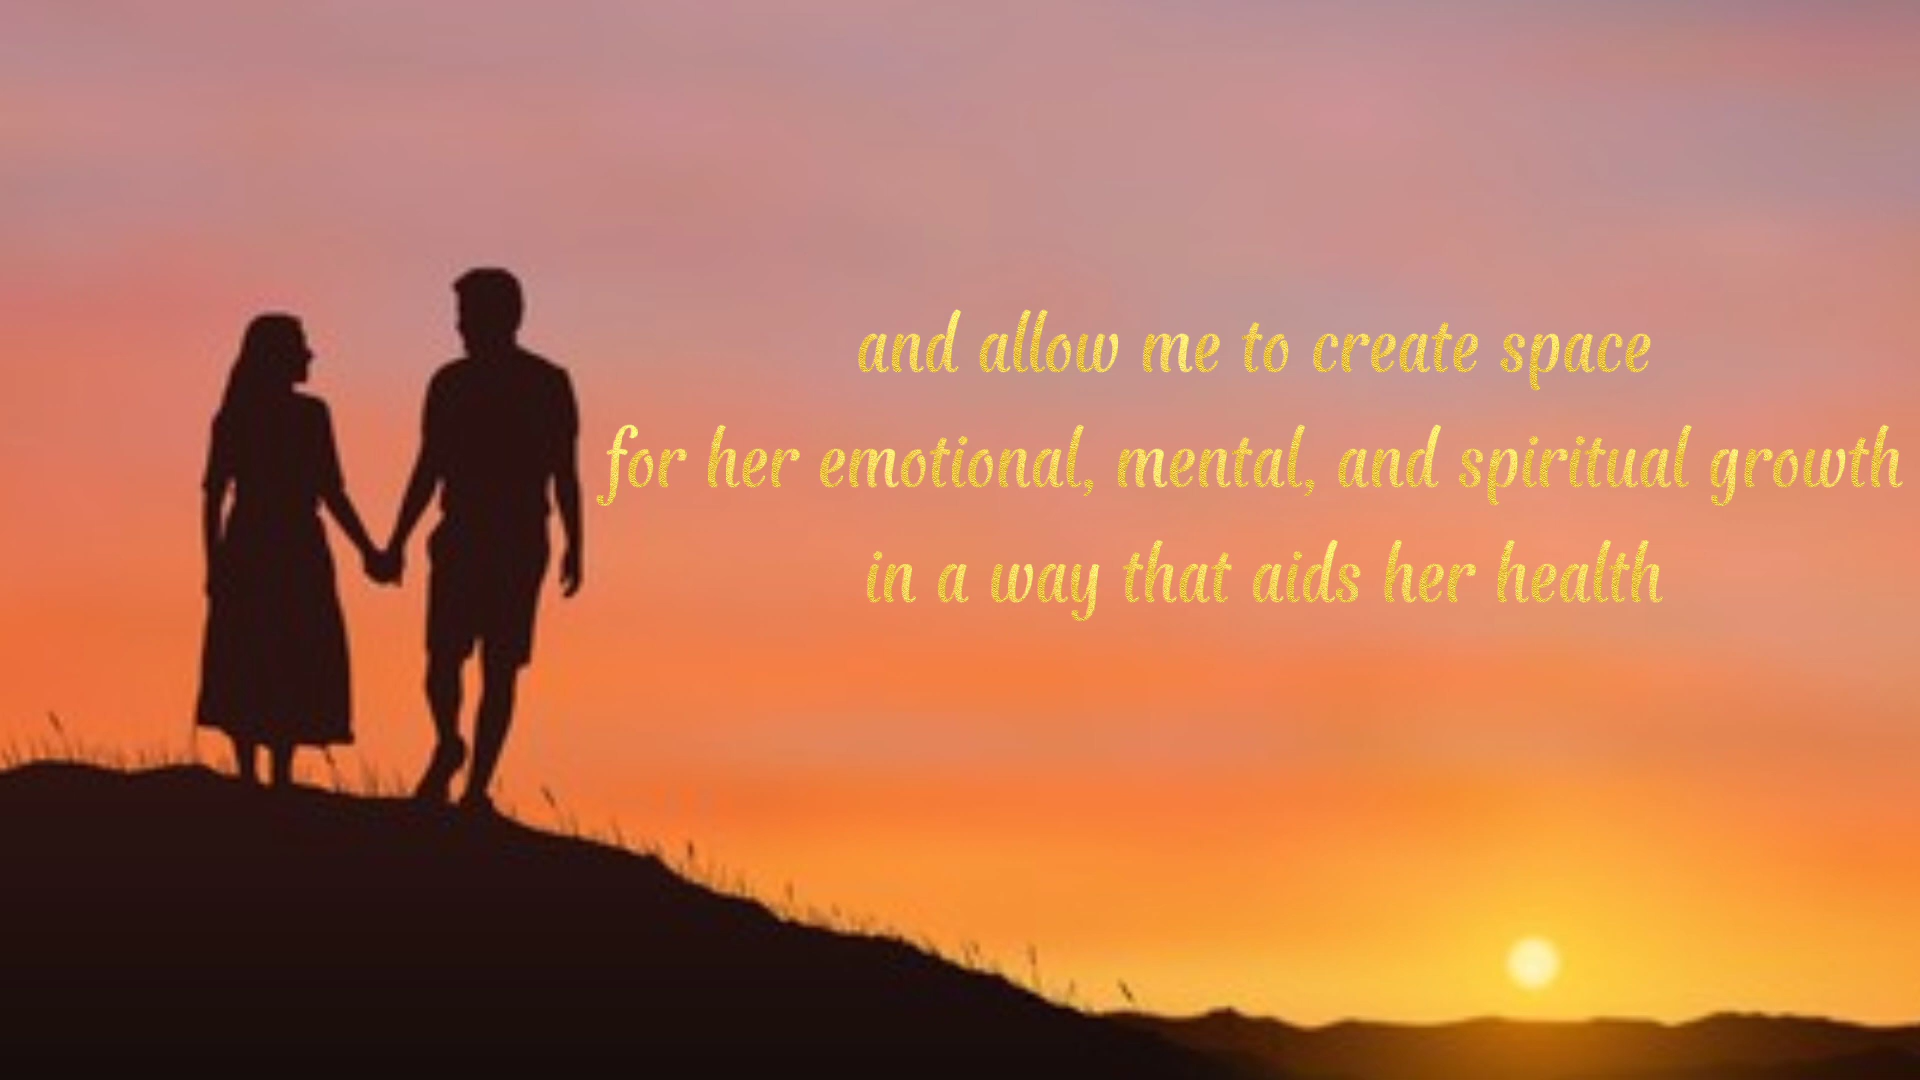 and allow me to create space
for her emotional, mental, and spiritual growth
in a way that aids her health